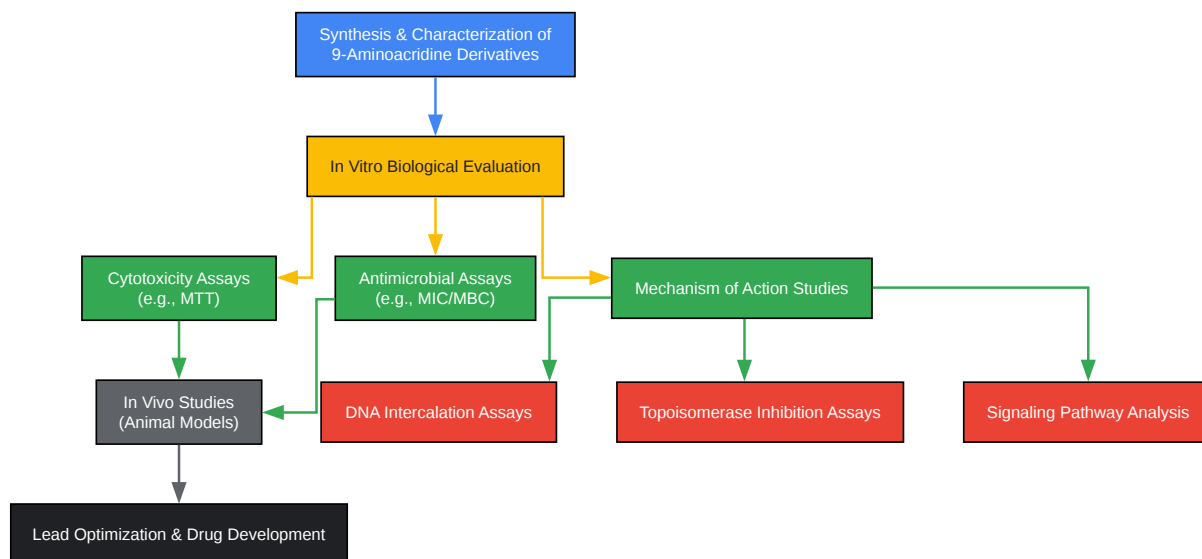 Synthesis & Characterization of
9-Aminoacridine Derivatives
In Vitro Biological Evaluation
Cytotoxicity Assays
(e.g., MTT)
Antimicrobial Assays
(e.g., MIC/MBC)
Mechanism of Action Studies
In Vivo Studies
(Animal Models)
DNA Intercalation Assays
Topoisomerase Inhibition Assays
Signaling Pathway Analysis
Lead Optimization & Drug Development